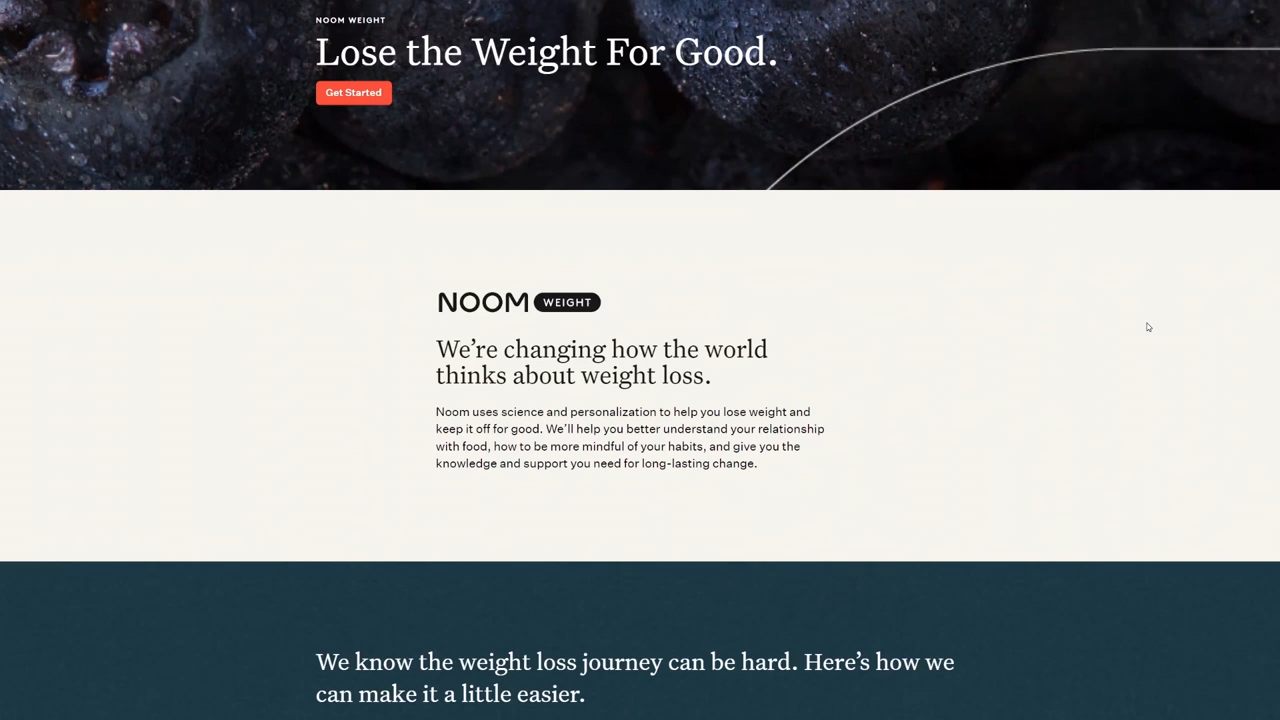 NOOM WEIGHT
Lose the Weight For Good.
Get Started
NOOM WEIGHT
We’re changing how the world
thinks about weight loss.
Noom uses science and personalization to help you lose weight and
keep it off for good. We’ll help you better understand your relationship
with food, how to be more mindful of your habits, and give you the
knowledge and support you need for long-lasting change.
We know the weight loss journey can be hard. Here’s how we
can make it a little easier.